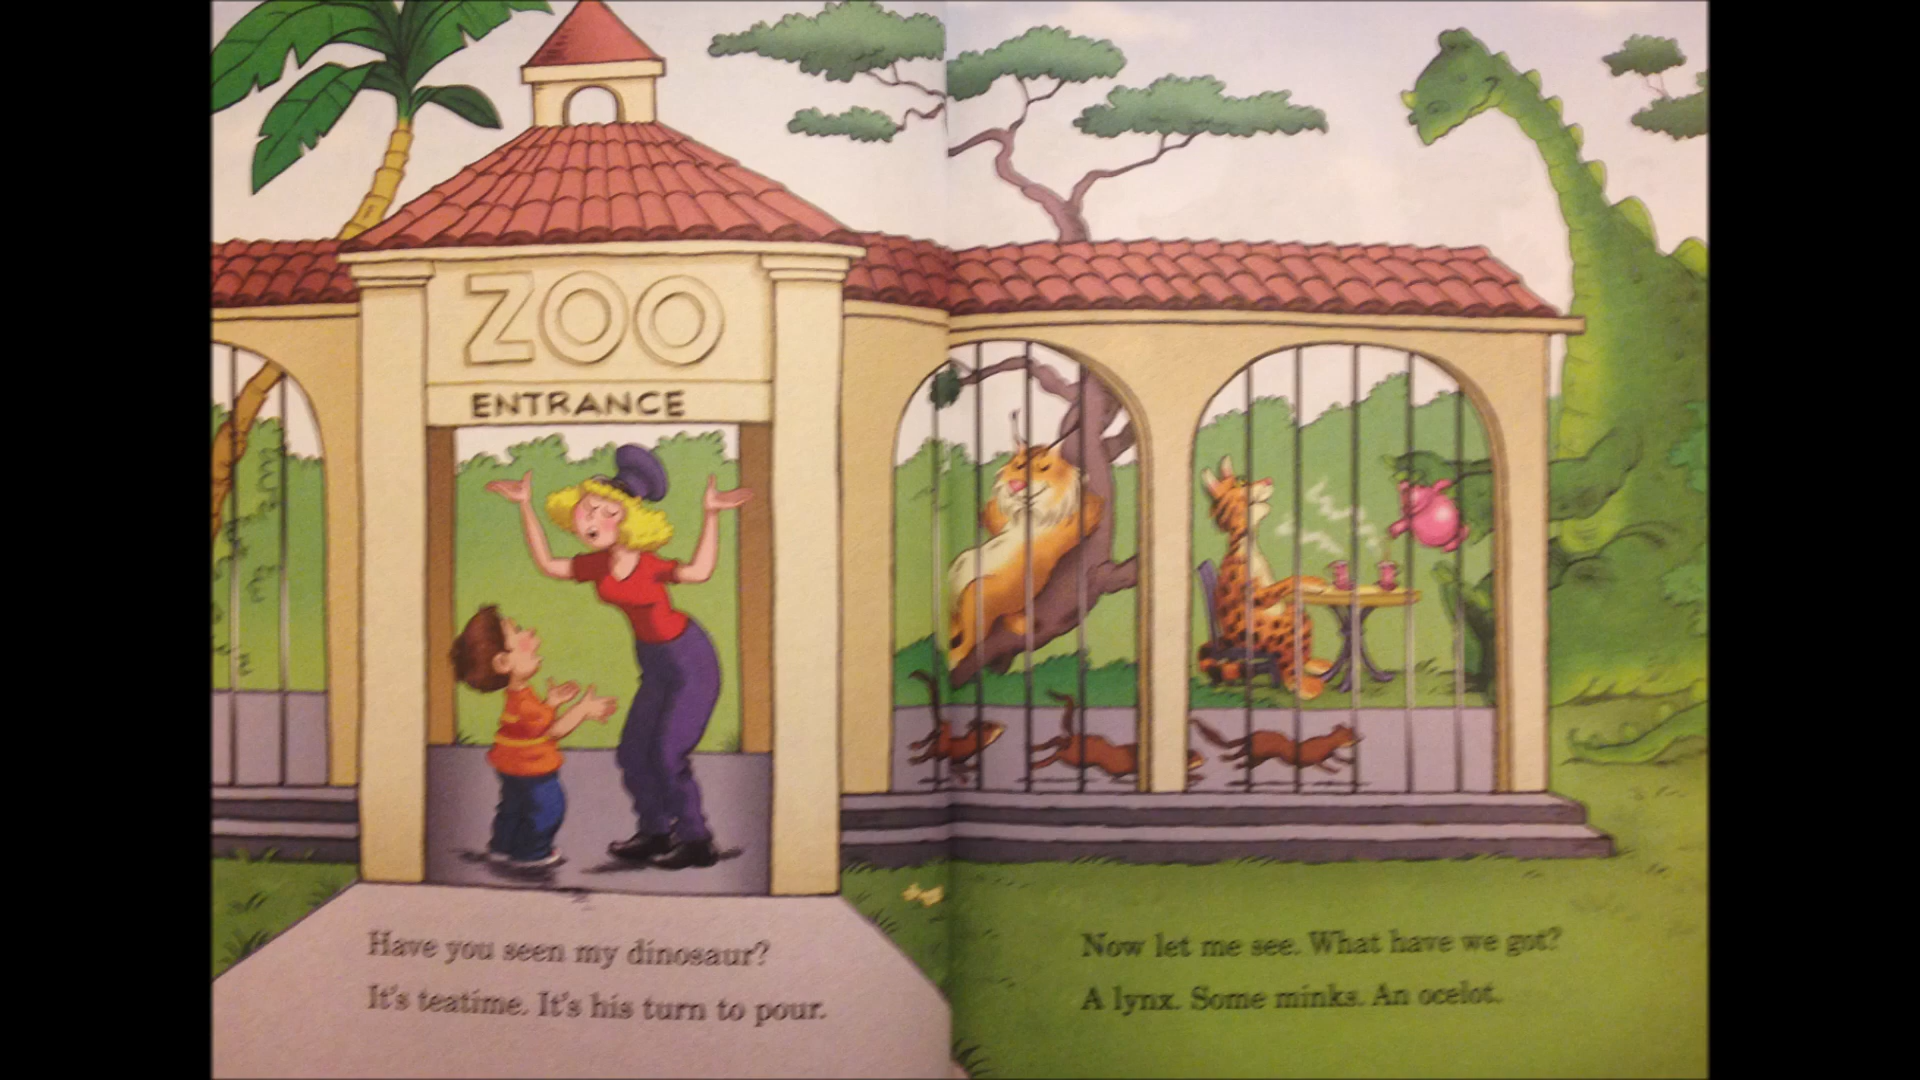 ZOO
ENTRANCE
Have you seen my dinosaur?
It's teatime. It's his turn to pour.
Now let me see. What have we got?
A lynx. Some minks. An ocelot.